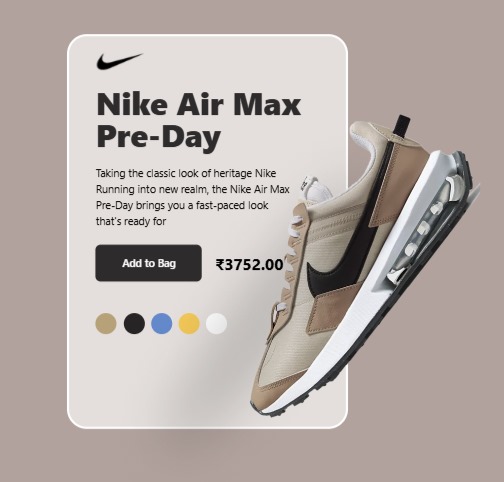 Nike Air Max
Pre-Day
Taking the classic look of heritage Nike
Running into new realm, the Nike Air Max
Pre-Day brings you a fast-paced look
that's ready for
Add to Bag ₹3752.00